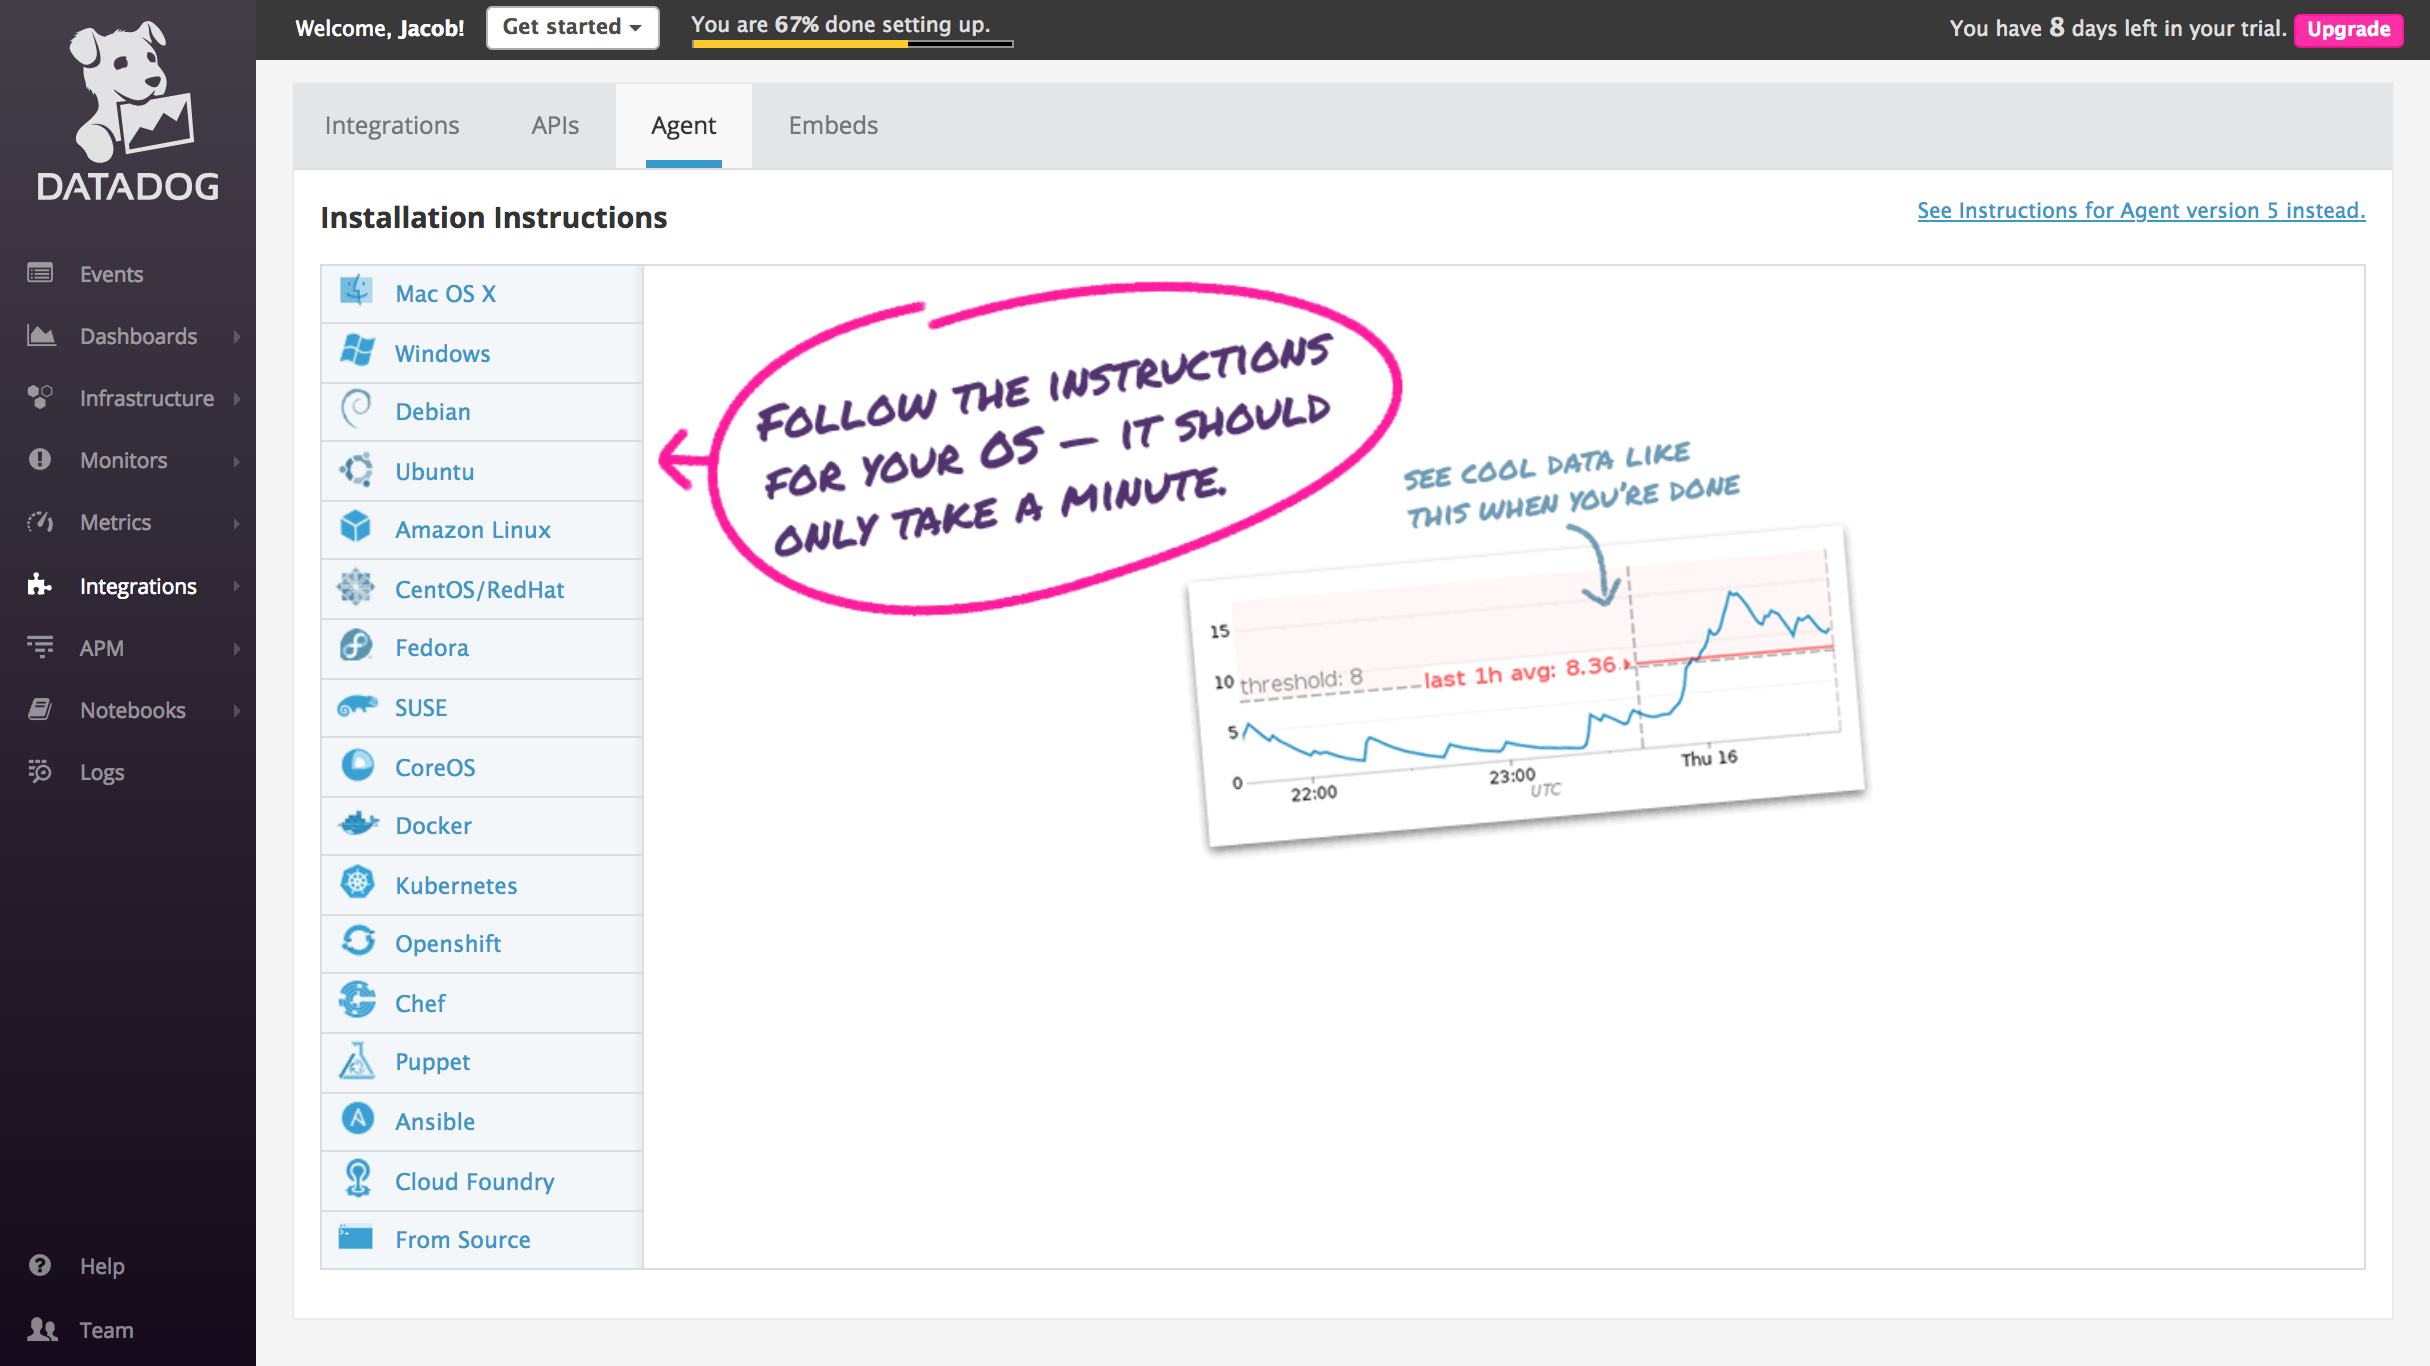 Welcome, Jacob!
Get started
You are 67% done setting up.
You have 8 days left in your trial.
Upgrade
DATADOG
Events
Dashboards
Infrastructure
Monitors
Metrics
Integrations
APM
Notebooks
Logs
Help
Team
Integrations
APIs
Agent
Embeds
Installation Instructions
See Instructions for Agent version 5 instead.
Mac OS X
Windows
Debian
Ubuntu
Amazon Linux
CentOS/RedHat
Fedora
SUSE
CoreOS
Docker
Kubernetes
Openshift
Chef
Puppet
Ansible
Cloud Foundry
From Source
FOLLOW THE INSTRUCTIONS
FOR YOUR OS — IT SHOULD
ONLY TAKE A MINUTE.
SEE COOL DATA LIKE
THIS WHEN YOU'RE DONE
15
10
5
0
threshold: 8
last 1h avg: 8.36
22:00
23:00
Thu 16
UTC